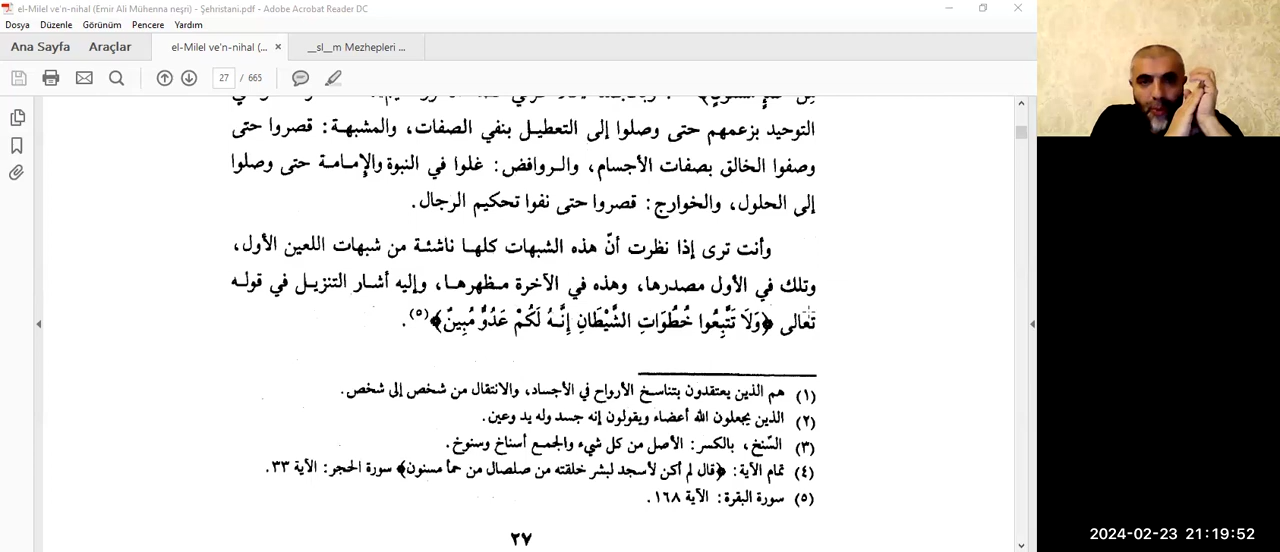 el-Milel ve'n-nihal (Emir Ali Mühenna neşri) - Şehristani.pdf - Adobe Acrobat Reader DC
Dosya Düzenle Görünüm Pencere Yardım
Ana Sayfa Araçlar el-Milel ve'n-nihal (... × __sl__m Mezhepleri ...
27 / 665
التوحيد بزعمهم حتى وصلوا إلى التعطيل بنفي الصفات، والمشبهة: قصروا حتى
وصفوا الخالق بصفات الأجسام، والروافض: غلوا في النبوة والإمامة حتى وصلوا
إلى الحلول، والخوارج: قصروا حتى نفوا تحكيم الرجال.
وأنت ترى إذا نظرت أنّ هذه الشبهات كلها ناشئة من شبهات اللعين الأول،
وتلك في الأول مصدرها، وهذه في الآخرة مظهرها، وإليه أشار التنزيل في قوله
تعالى ﴿وَلَا تَتَّبِعُوا خُطُوَاتِ الشَّيْطَانِ إِنَّهُ لَكُمْ عَدُوٌّ مُبِينٌ﴾(٥).
(١) هم الذين يعتقدون بتناسخ الأرواح في الأجساد، والانتقال من شخص إلى شخص.
(٢) الذين يجعلون الله أعضاء ويقولون إنه جسد وله يد وعين.
(٣) السِّنخ، بالكسر: الأصل من كل شيء والجمع أسناخ وسنوخ.
(٤) تمام الآية: ﴿قال لم أكن لأسجد لبشر خلقته من صلصال من حمأ مسنون﴾ سورة الحجر: الآية ٣٣.
(٥) سورة البقرة: الآية ١٦٨.
٢٧
2024-02-23 21:19:52